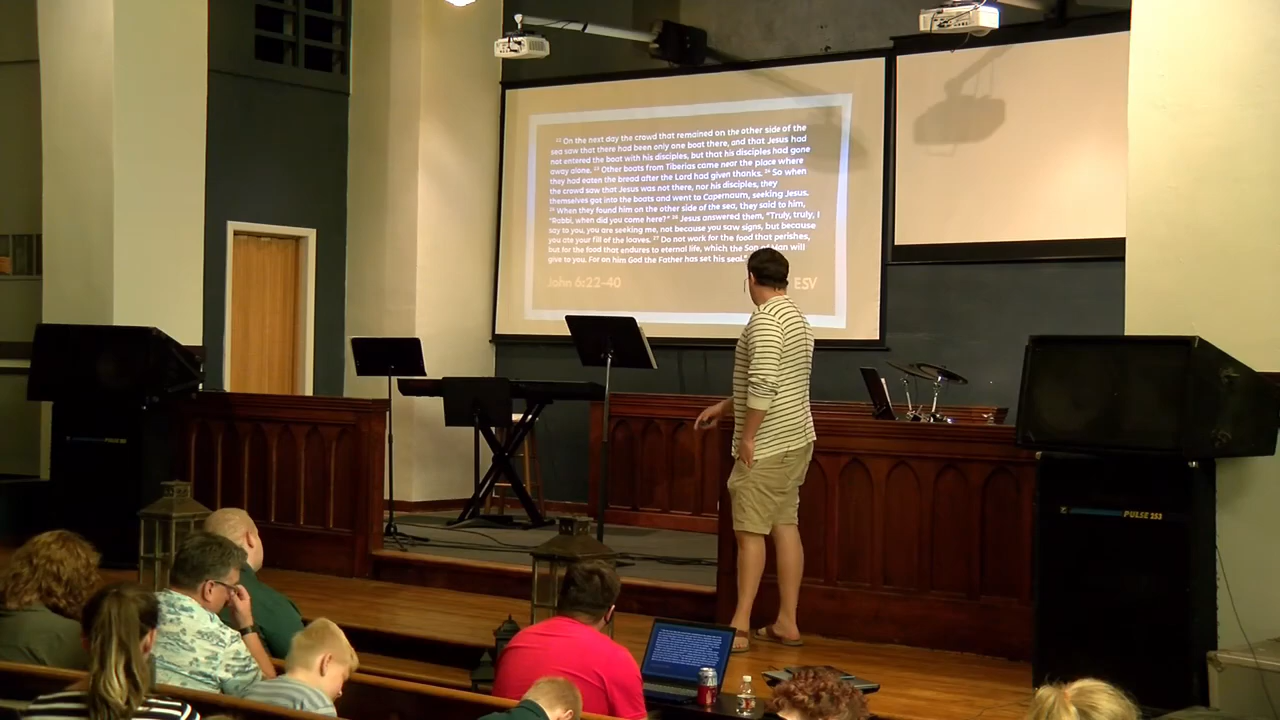 22 On the next day the crowd that remained on the other side of the
sea saw that there had been only one boat there, and that Jesus had
not entered the boat with his disciples, but that his disciples had gone
away alone. 23 Other boats from Tiberias came near the place where
they had eaten the bread after the Lord had given thanks. 24 So when
the crowd saw that Jesus was not there, nor his disciples, they
themselves got into the boats and went to Capernaum, seeking Jesus.
25 When they found him on the other side of the sea, they said to him,
"Rabbi, when did you come here?" 26 Jesus answered them, "Truly, truly, I
say to you, you are seeking me, not because you saw signs, but because
you ate your fill of the loaves. 27 Do not work for the food that perishes,
but for the food that endures to eternal life, which the Son of Man will
give to you. For on him God the Father has set his seal."
John 6:22-40
ESV
PULSE 253